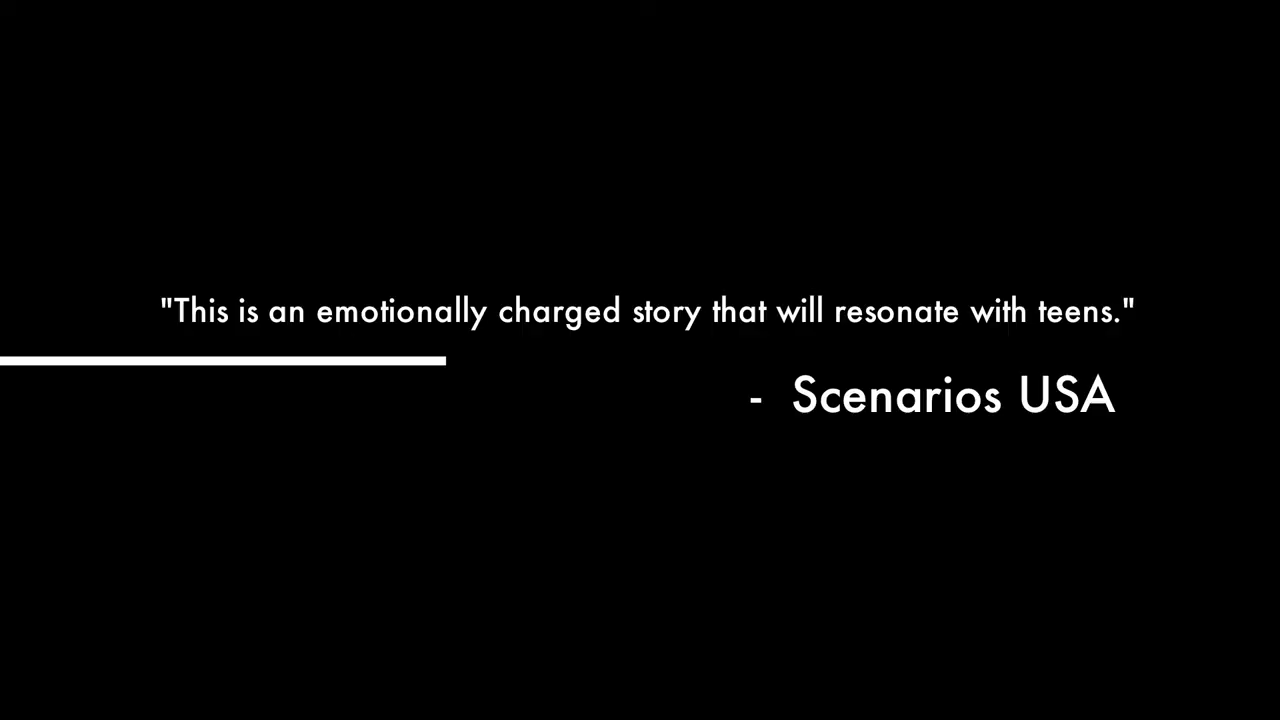 "This is an emotionally charged story that will resonate with teens."
- Scenarios USA